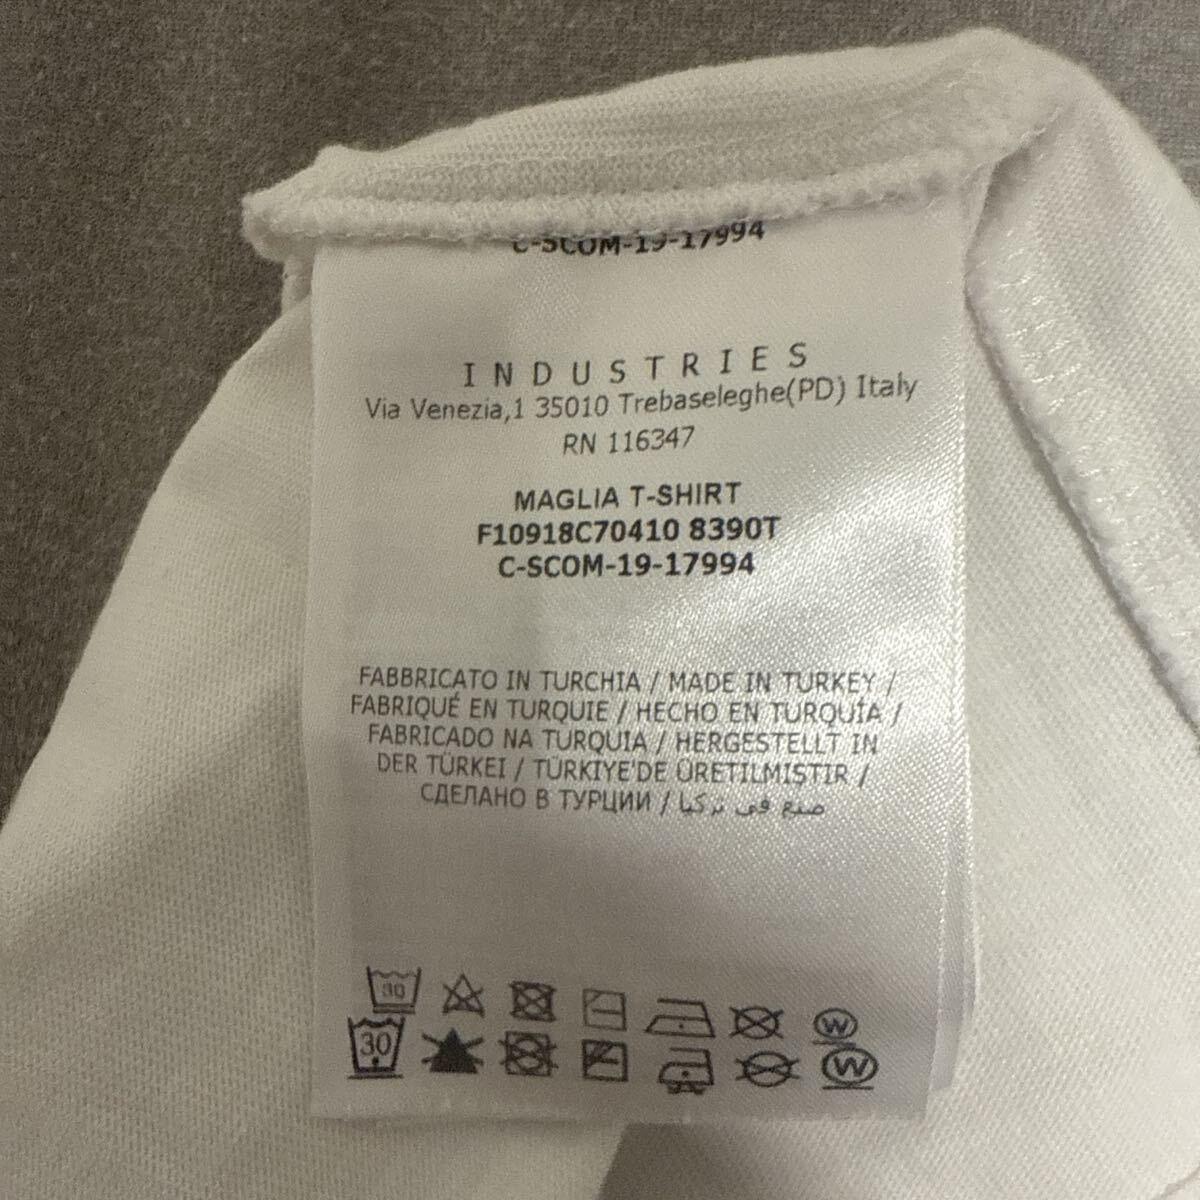 C-SCOM-19-17994
INDUSTRIES
Via Venezia,1 35010 Trebaseleghe(PD) Italy
RN 116347
MAGLIA T-SHIRT
F10918C70410 8390T
C-SCOM-19-17994
FABBRICATO IN TURCHIA / MADE IN TURKEY /
FABRIQUÉ EN TURQUIE / HECHO EN TURQUÍA /
FABRICADO NA TURQUIA / HERGESTELLT IN
DER TÜRKEI / TÜRKIYE'DE ÜRETILMIŞTIR /
СДЕЛАНО В ТУРЦИИ / صنع في تركيا
30 W
30 W